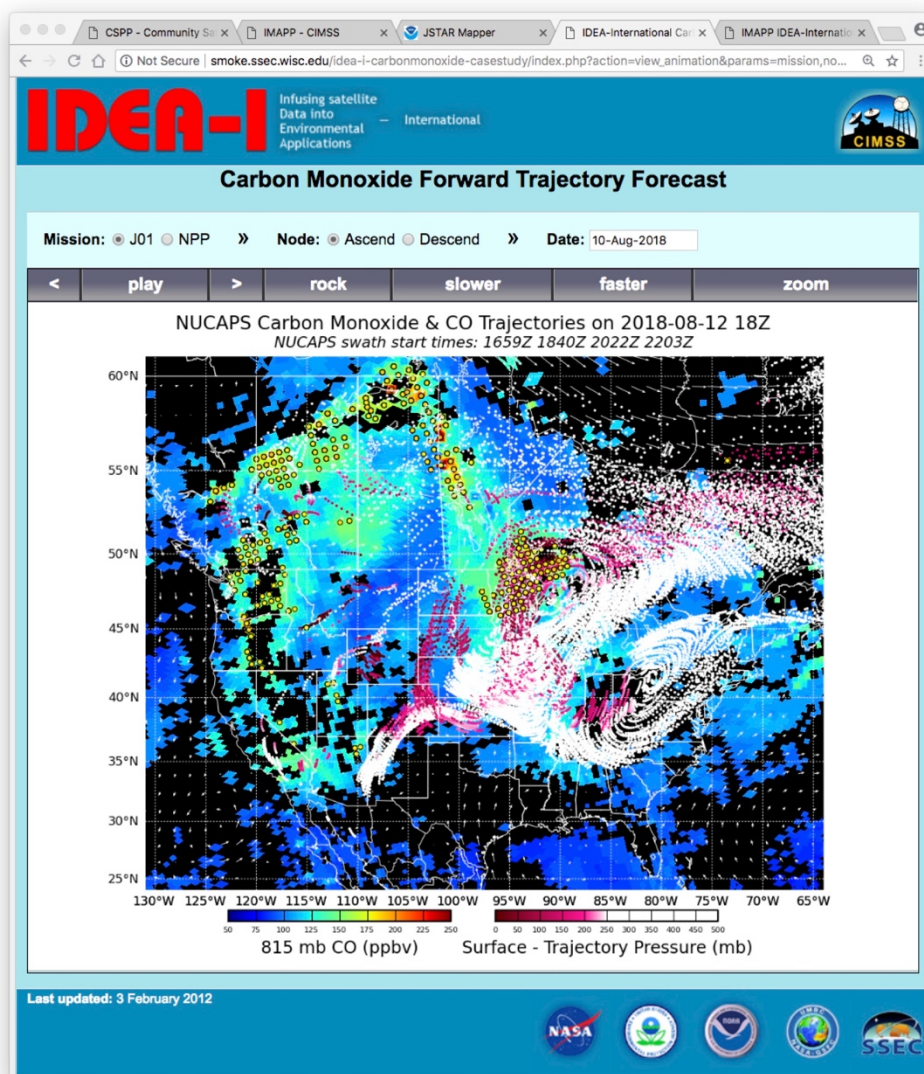 CSPP - Community Sa
IMAPP - CIMSS
JSTAR Mapper
IDEA-International Car
IMAPP IDEA-Internatio
Not Secure | smoke.ssec.wisc.edu/idea-i-carbonmonoxide-casestudy/index.php?action=view_animation&params=mission,no...
IDEA-I
Infusing satellite
Data into
Environmental
Applications
— International
CIMSS
Carbon Monoxide Forward Trajectory Forecast
Mission: J01 NPP » Node: Ascend Descend » Date: 10-Aug-2018
< play > rock slower faster zoom
NUCAPS Carbon Monoxide & CO Trajectories on 2018-08-12 18Z
NUCAPS swath start times: 1659Z 1840Z 2022Z 2203Z
60°N
55°N
50°N
45°N
40°N
35°N
30°N
25°N
130°W 125°W 120°W 115°W 110°W 105°W 100°W 95°W 90°W 85°W 80°W 75°W 70°W 65°W
50 75 100 125 150 175 200 225 250
0 50 100 150 200 250 300 350 400 450 500
815 mb CO (ppbv)
Surface - Trajectory Pressure (mb)
Last updated: 3 February 2012
NASA
NOAA
UMBC
NASA-GSFC
SSEC